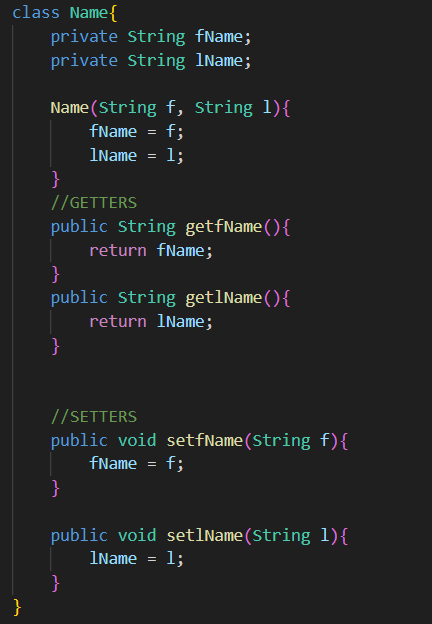 class Name{
    private String fName;
    private String lName;

    Name(String f, String l){
        fName = f;
        lName = l;
    }
    //GETTERS
    public String getfName(){
        return fName;
    }
    public String getlName(){
        return lName;
    }


    //SETTERS
    public void setfName(String f){
        fName = f;
    }

    public void setlName(String l){
        lName = l;
    }
}